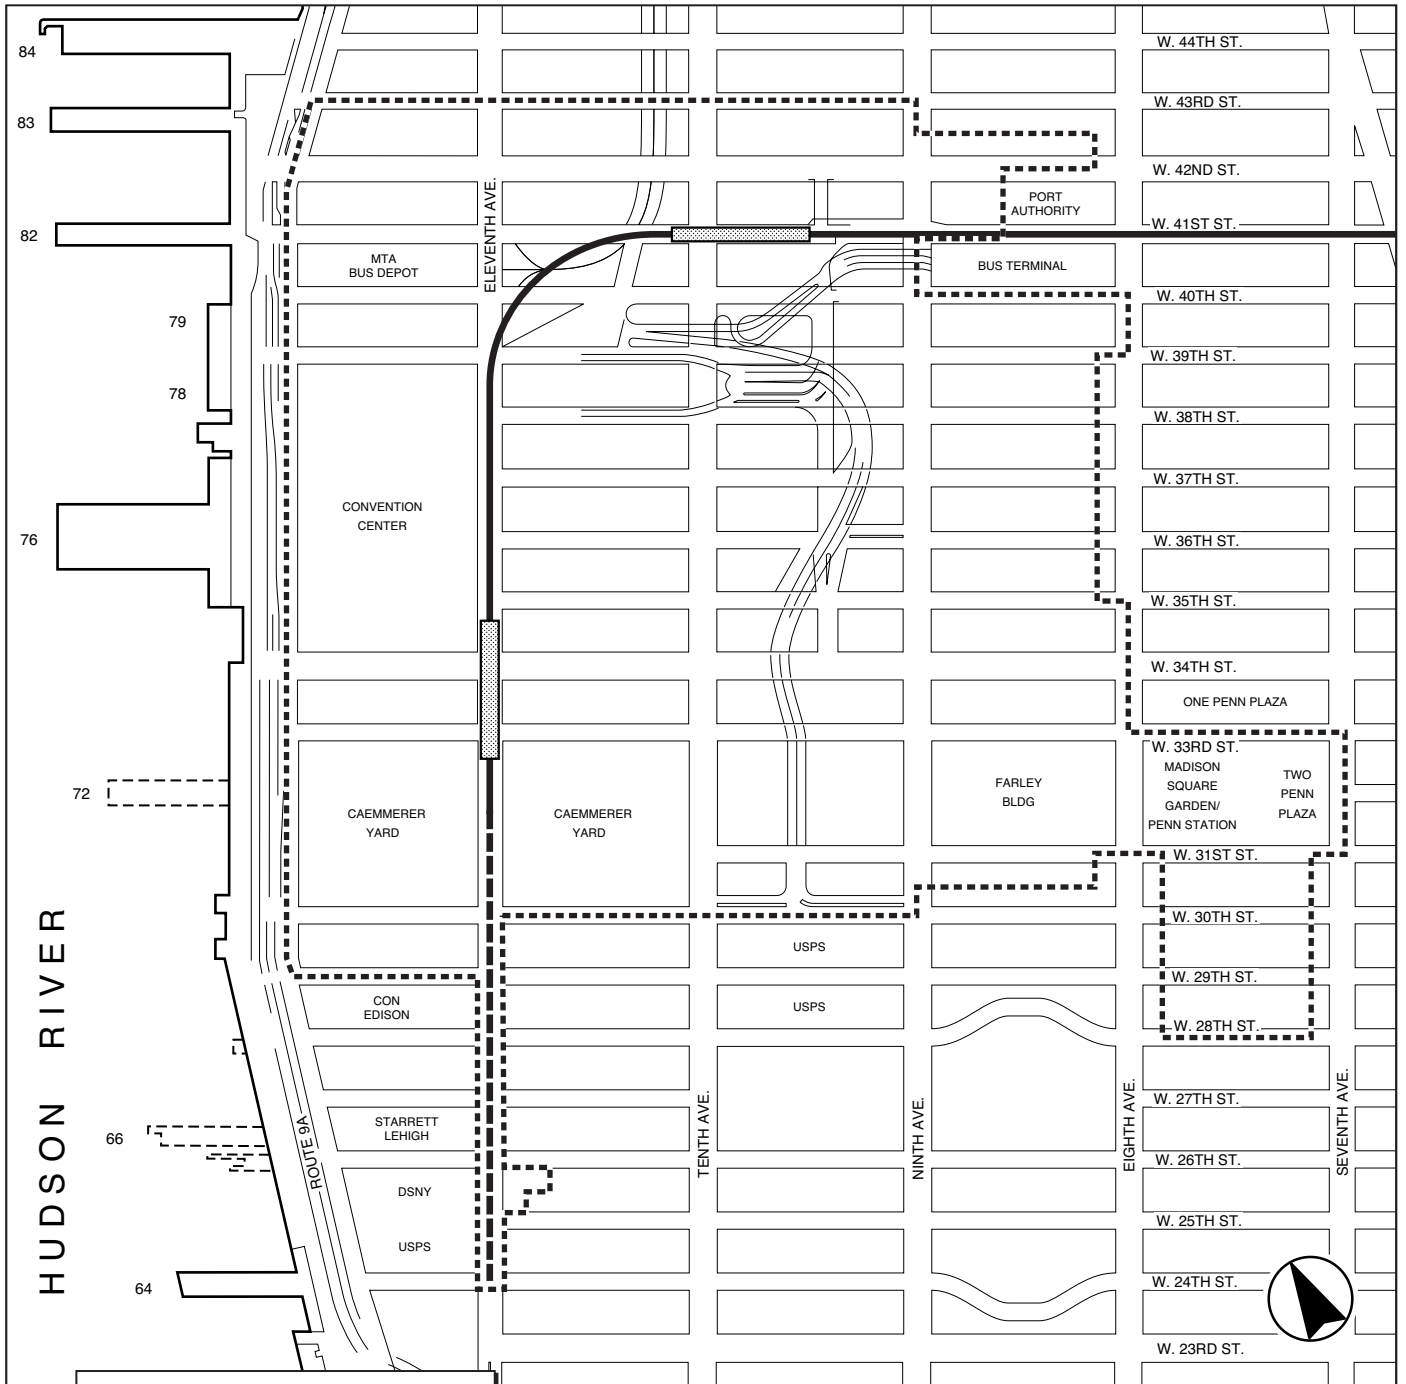 84
W. 44TH ST.
83
W. 43RD ST.
W. 42ND ST.
PORT
AUTHORITY
82
W. 41ST ST.
ELEVENTH AVE.
MTA
BUS DEPOT
BUS TERMINAL
W. 40TH ST.
79
W. 39TH ST.
78
W. 38TH ST.
W. 37TH ST.
CONVENTION
CENTER
76
W. 36TH ST.
W. 35TH ST.
W. 34TH ST.
ONE PENN PLAZA
W. 33RD ST.
MADISON
SQUARE
GARDEN/
PENN STATION
TWO
PENN
PLAZA
FARLEY
BLDG
72
CAEMMERER
YARD
CAEMMERER
YARD
W. 31ST ST.
W. 30TH ST.
HUDSON RIVER
USPS
W. 29TH ST.
CON
EDISON
USPS
W. 28TH ST.
ROUTE 9A
TENTH AVE.
NINTH AVE.
EIGHTH AVE.
SEVENTH AVE.
W. 27TH ST.
66
STARRETT
LEHIGH
W. 26TH ST.
DSNY
W. 25TH ST.
USPS
64
W. 24TH ST.
W. 23RD ST.